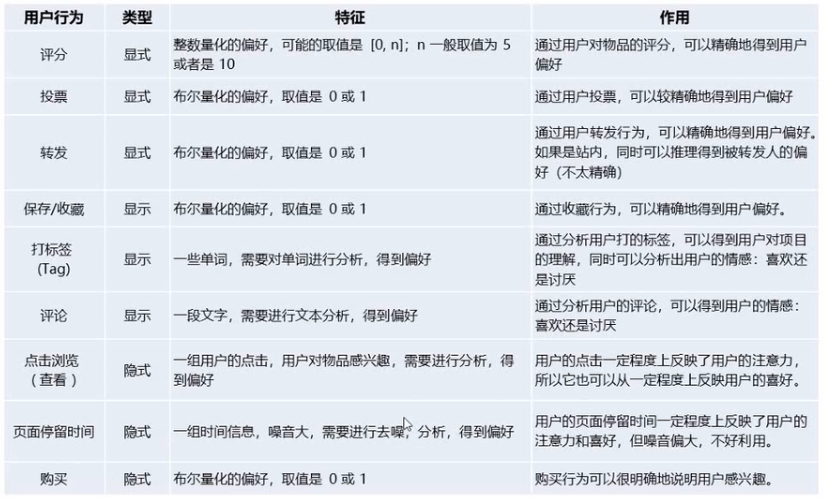 用户行为 类型 特征 作用
评分 显式 整数量化的偏好，可能的取值是 [0, n]；n 一般取值为 5
或者是 10
通过用户对物品的评分，可以精确地得到用户
偏好
投票 显式 布尔量化的偏好，取值是 0 或 1 通过用户投票，可以较精确地得到用户偏好
转发 显式 布尔量化的偏好，取值是 0 或 1
通过用户转发行为，可以精确地得到用户偏好。
如果是站内，同时可以推理得到被转发人的偏
好（不太精确）
保存/收藏 显示 布尔量化的偏好，取值是 0 或 1 通过收藏行为，可以精确地得到用户偏好。
打标签
(Tag)
显示 一些单词，需要对单词进行分析，得到偏好
通过分析用户打的标签，可以得到用户对项目
的理解，同时可以分析出用户的情感：喜欢还
是讨厌
评论 显示 一段文字，需要进行文本分析，得到偏好
通过分析用户的评论，可以得到用户的情感：
喜欢还是讨厌
点击浏览
（查看）
隐式 一组用户的点击，用户对物品感兴趣，需要进行分析，得
到偏好
用户的点击一定程度上反映了用户的注意力，
所以它也可以从一定程度上反映用户的喜好。
页面停留时间 隐式 一组时间信息，噪音大，需要进行去噪，分析，得到偏好
用户的页面停留时间一定程度上反映了用户的
注意力和喜好，但噪音偏大，不好利用。
购买 隐式 布尔量化的偏好，取值是 0 或 1 购买行为可以很明确地说明用户感兴趣。